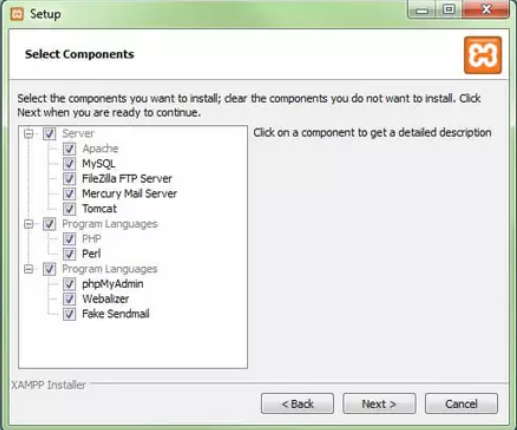 Setup
Select Components
Select the components you want to install; clear the components you do not want to install. Click
Next when you are ready to continue.
Server
Apache
MySQL
FileZilla FTP Server
Mercury Mail Server
Tomcat
Program Languages
PHP
Perl
Program Languages
phpMyAdmin
Webalizer
Fake Sendmail
Click on a component to get a detailed description
XAMPP Installer
< Back
Next >
Cancel